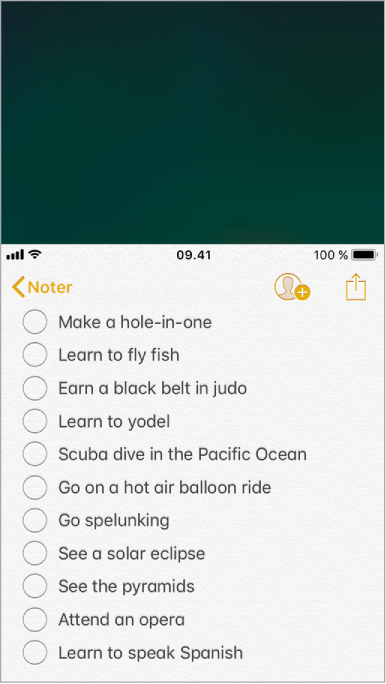 09.41 100 %
Noter
Make a hole-in-one
Learn to fly fish
Earn a black belt in judo
Learn to yodel
Scuba dive in the Pacific Ocean
Go on a hot air balloon ride
Go spelunking
See a solar eclipse
See the pyramids
Attend an opera
Learn to speak Spanish